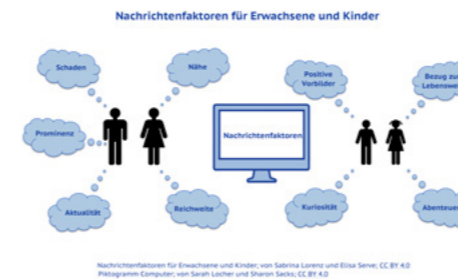 Nachrichtenfaktoren für Erwachsene und Kinder
Schaden
Nähe
Positive
Vorbilder
Bezug zur
Lebenswelt
Prominenz
Nachrichtenfaktoren
Aktualität
Reichweite
Kuriosität
Abenteuer
Nachrichtenfaktoren für Erwachsene und Kinder, von Sabrina Lorenz und Elisa Serve; CC BY 4.0
Piktogramm Computer; von Sarah Locher und Sharon Sacks; CC BY 4.0